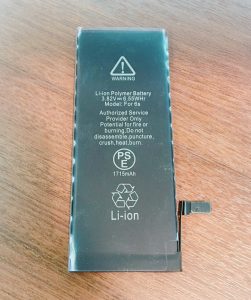 WARNING
Li-ion Polymer Battery
3.82V⎓6.55WHr
Model: For 6s
Authorized Service
Provider Only
Potential for fire or
burning. Do not
disassemble,puncture,
crush,heat,burn.
PS
E
1715mAh
Li-ion